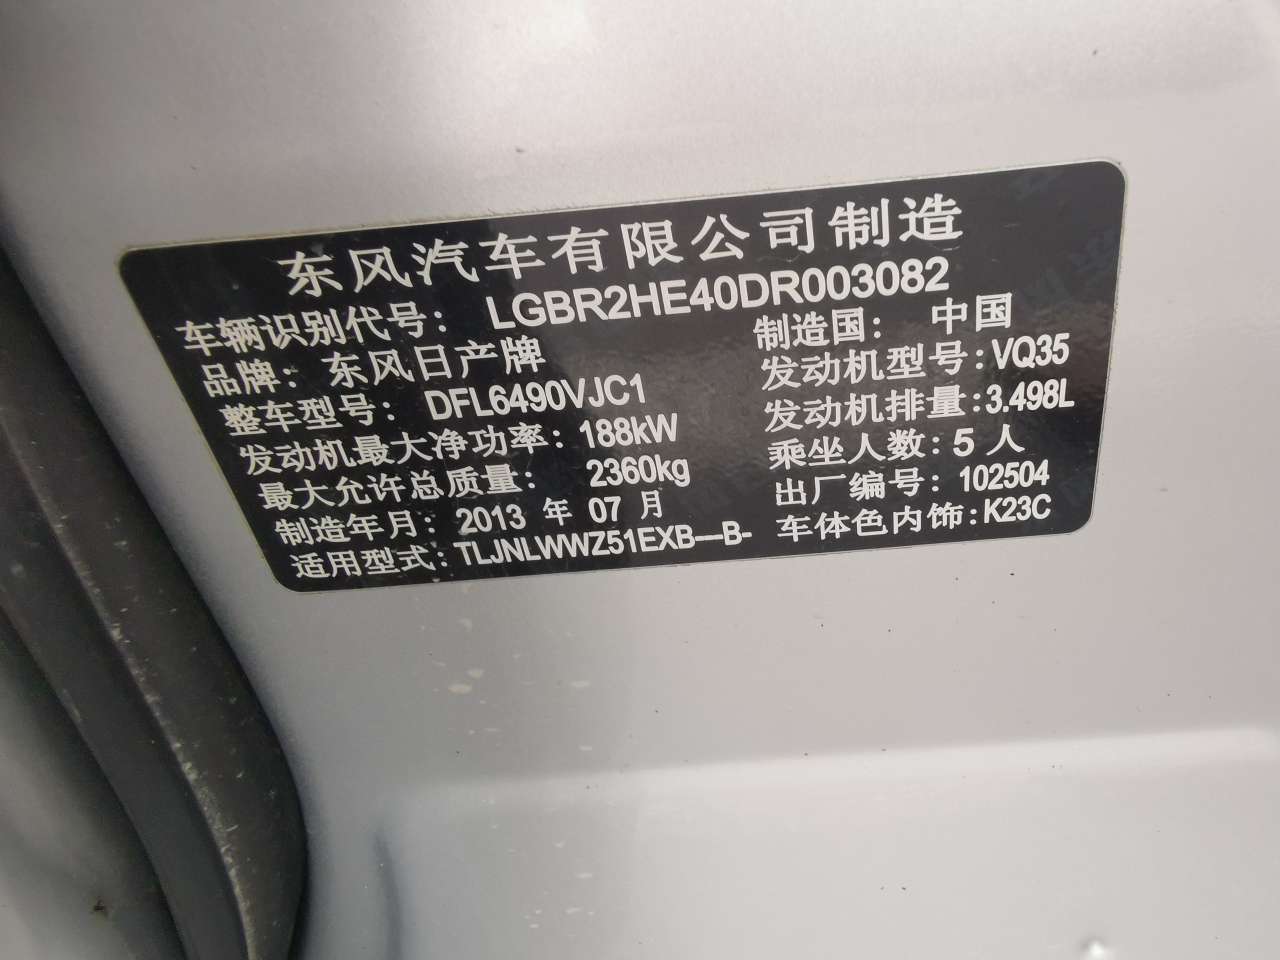 东风汽车有限公司制造
车辆识别代号: LGBR2HE40DR003082
品牌: 东风日产牌 制造国: 中国
整车型号: DFL6490VJC1 发动机型号:VQ35
发动机最大净功率: 188kW 发动机排量:3.498L
最大允许总质量: 2360kg 乘坐人数: 5 人
制造年月: 2013 年 07 月 出厂编号: 102504
适用型式: TLJNLWWZ51EXB---B- 车体色内饰:K23C